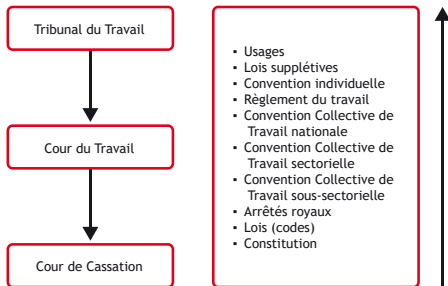 Tribunal du Travail
Cour du Travail
Cour de Cassation
▪ Usages
▪ Lois supplétives
▪ Convention individuelle
▪ Règlement du travail
▪ Convention Collective de
Travail nationale
▪ Convention Collective de
Travail sectorielle
▪ Convention Collective de
Travail sous-sectorielle
▪ Arrêtés royaux
▪ Lois (codes)
▪ Constitution